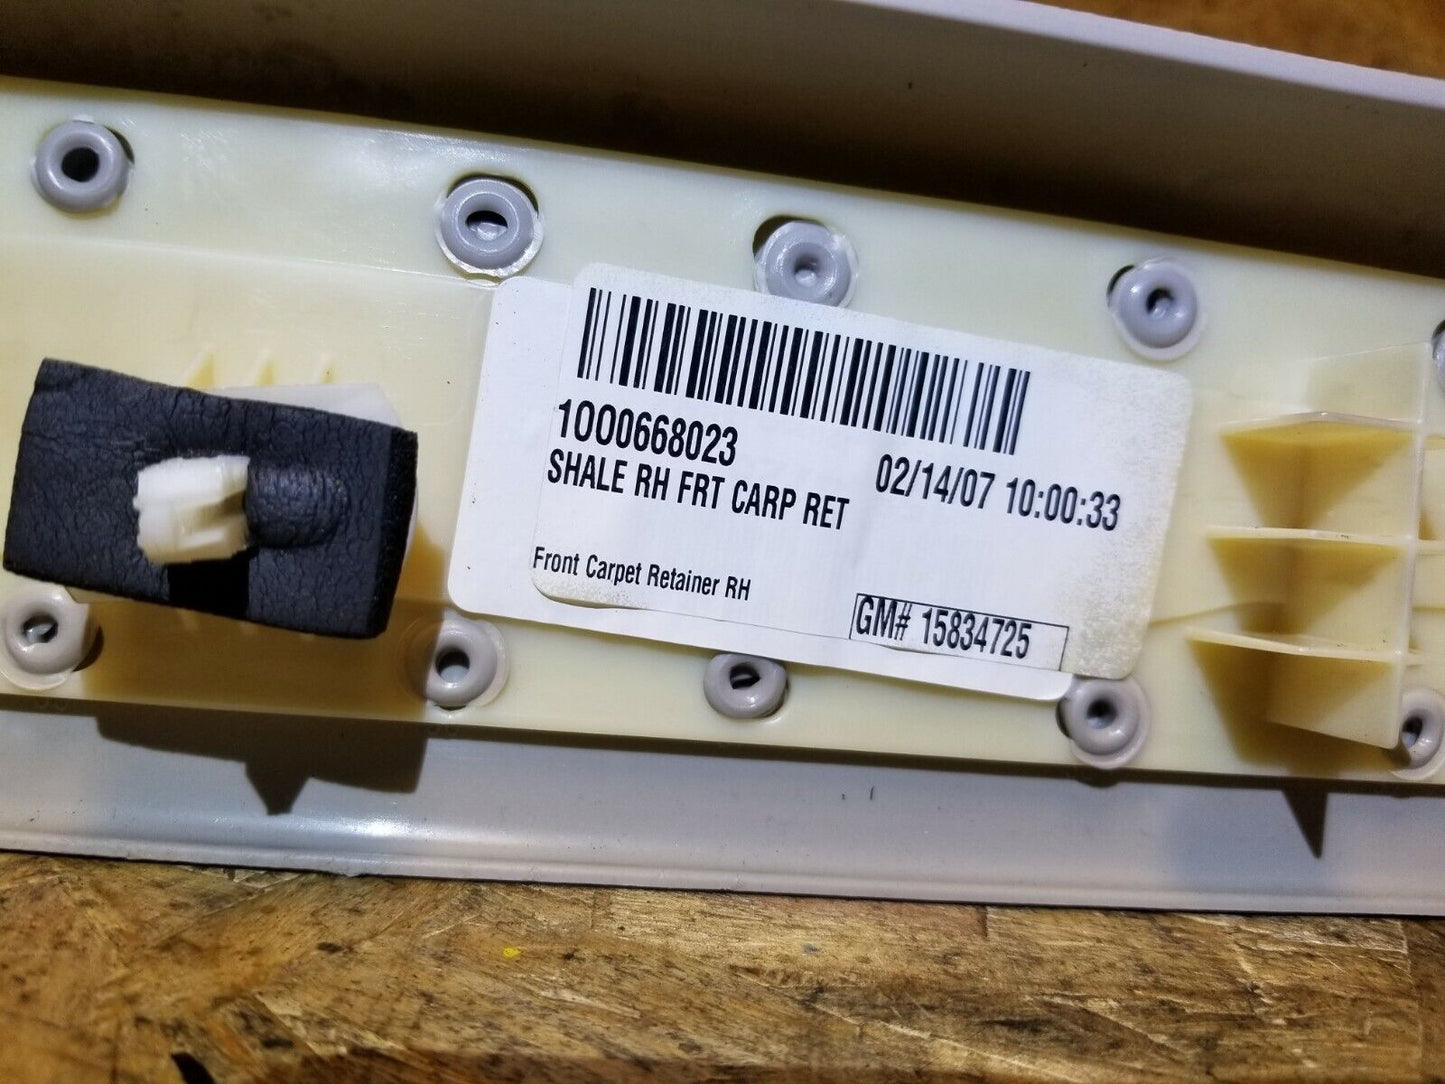 1000668023
SHALE RH FRT CARP RET
02/14/07 10:00:33
Front Carpet Retainer RH
GM# 15834725